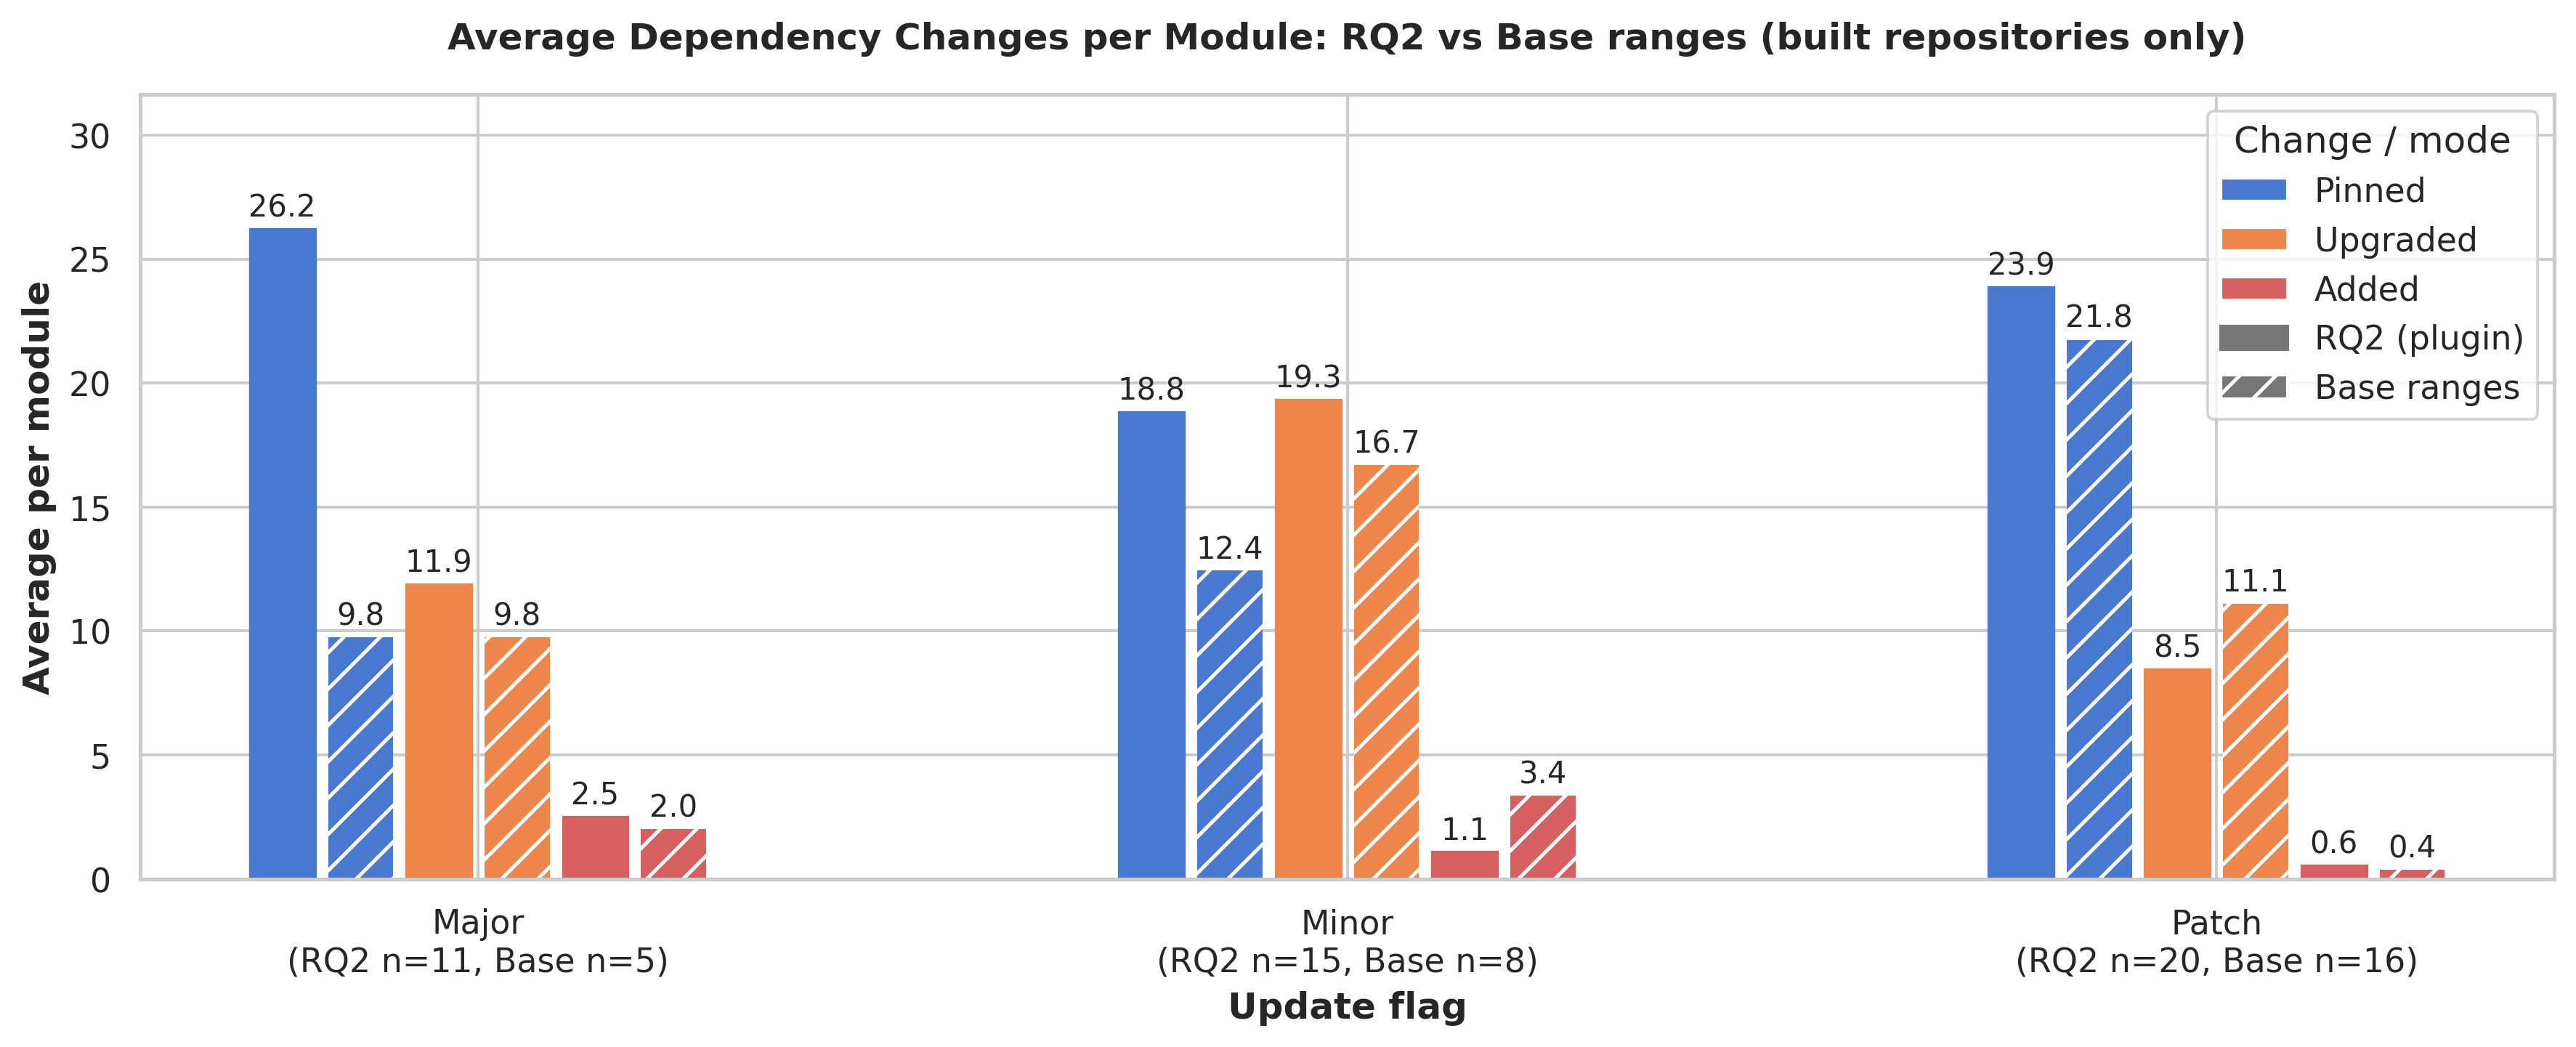 Average Dependency Changes per Module: RQ2 vs Base ranges (built repositories only)
Average per module
30
25
20
15
10
5
0
26.2
9.8
11.9
9.8
2.5
2.0
18.8
12.4
19.3
16.7
1.1
3.4
23.9
21.8
8.5
11.1
0.6
0.4
Change / mode
Pinned
Upgraded
Added
RQ2 (plugin)
Base ranges
Major
(RQ2 n=11, Base n=5)
Minor
(RQ2 n=15, Base n=8)
Patch
(RQ2 n=20, Base n=16)
Update flag